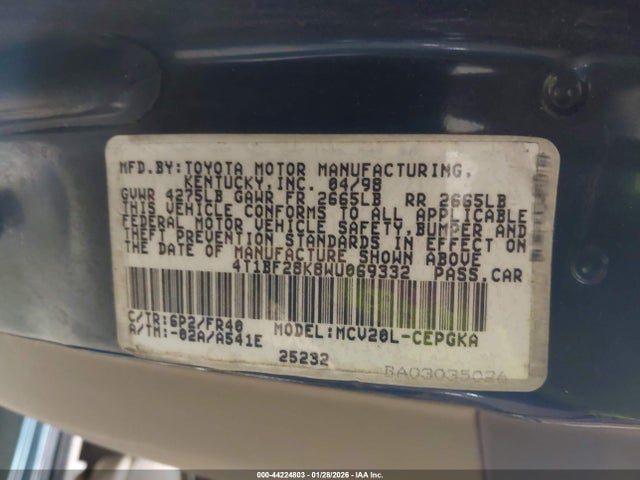 MFD.BY:TOYOTA MOTOR MANUFACTURING,
KENTUCKY,INC. 04/98
GVWR 4275LB GAWR FR 2665LB RR 2665LB
THIS VEHICLE CONFORMS TO ALL APPLICABLE
FEDERAL MOTOR VEHICLE SAFETY,BUMPER AND
THEFT PREVENTION STANDARDS IN EFFECT ON
THE DATE OF MANUFACTURE SHOWN ABOVE
4T1BF28K8WU069332 PASS.CAR
C/TR:6P2/FR40 MODEL:MCV20L-CEPGKA
A/TM:-02A/A541E
25232
BA03035026
000-44224803 - 01/28/2026 - IAA Inc.